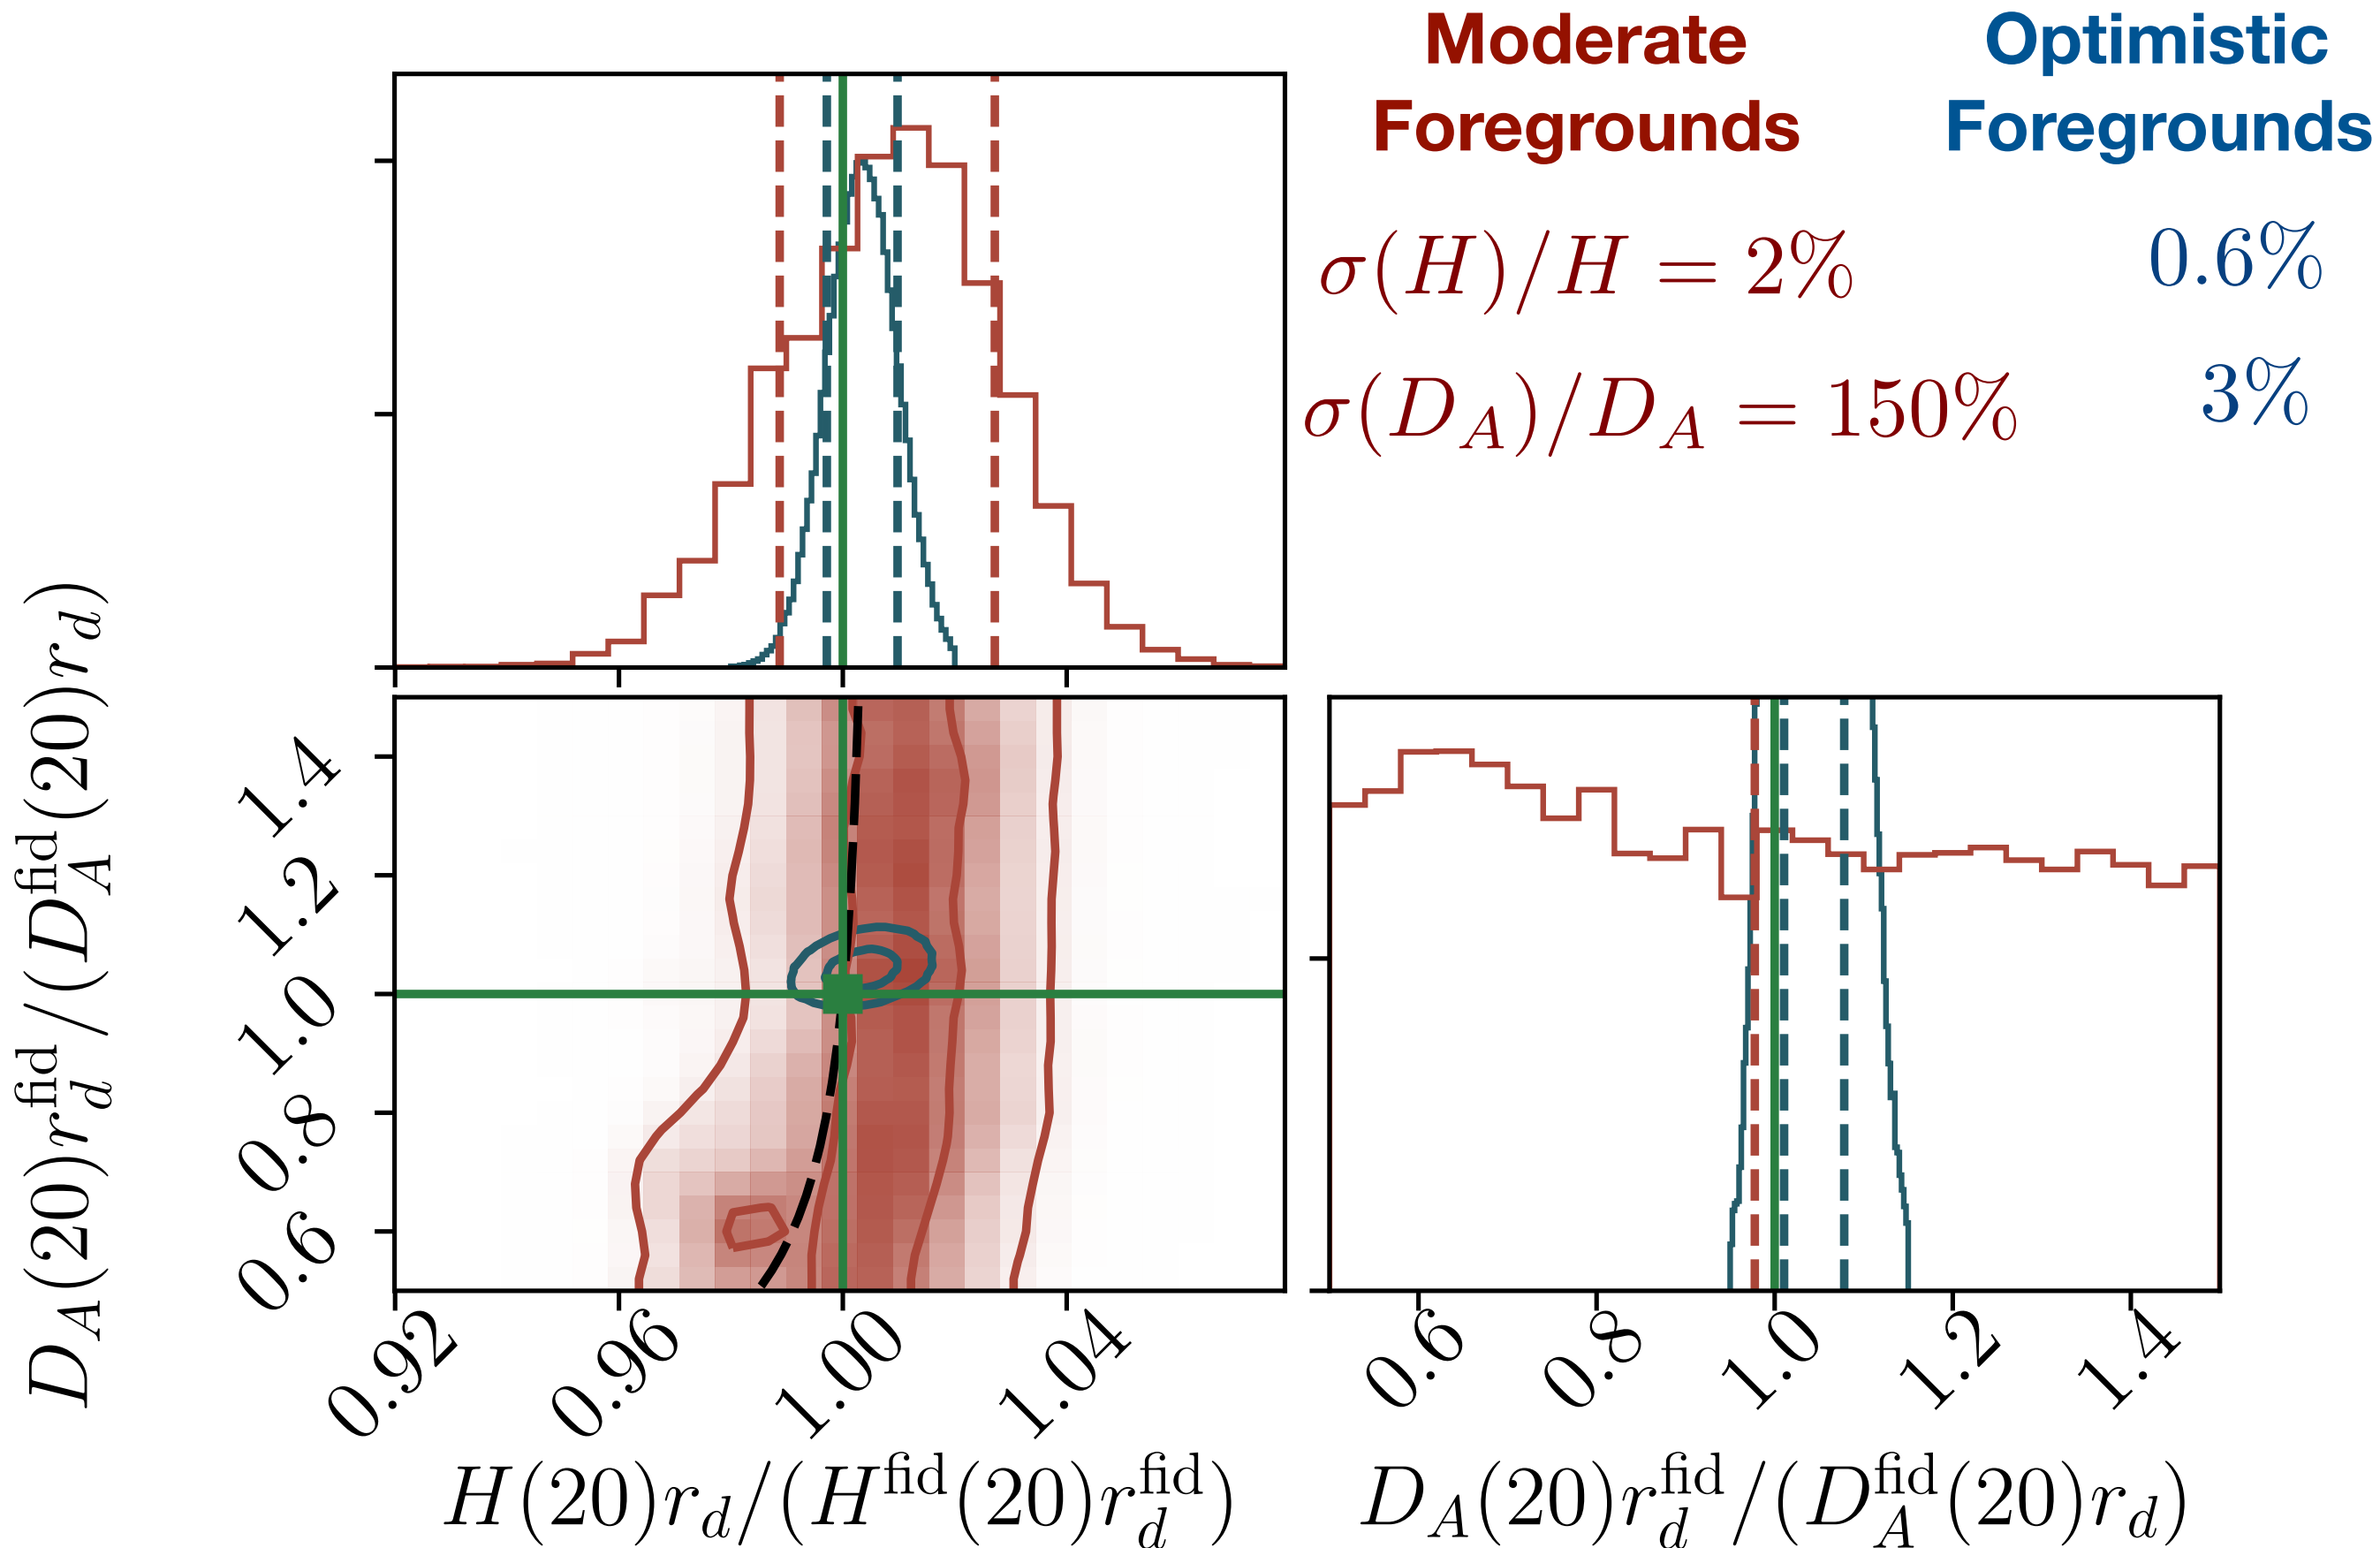 Moderate Foregrounds
Optimistic Foregrounds
σ(H)/H = 2%
0.6%
σ(D_A)/D_A = 150%
3%
D_A(20)r_d^fid/(D_A^fid(20)r_d)
1.4
1.2
1.0
0.8
0.6
0.92
0.96
1.00
1.04
0.6
0.8
1.0
1.2
1.4
H(20)r_d/(H^fid(20)r_d^fid)
D_A(20)r_d^fid/(D_A^fid(20)r_d)